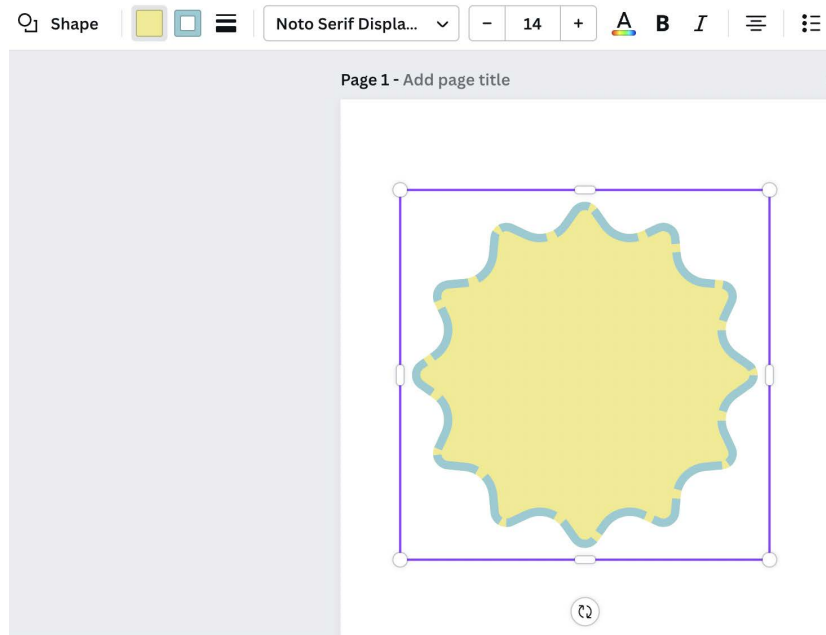 Shape Noto Serif Displa... - 14 + A B I
Page 1 - Add page title